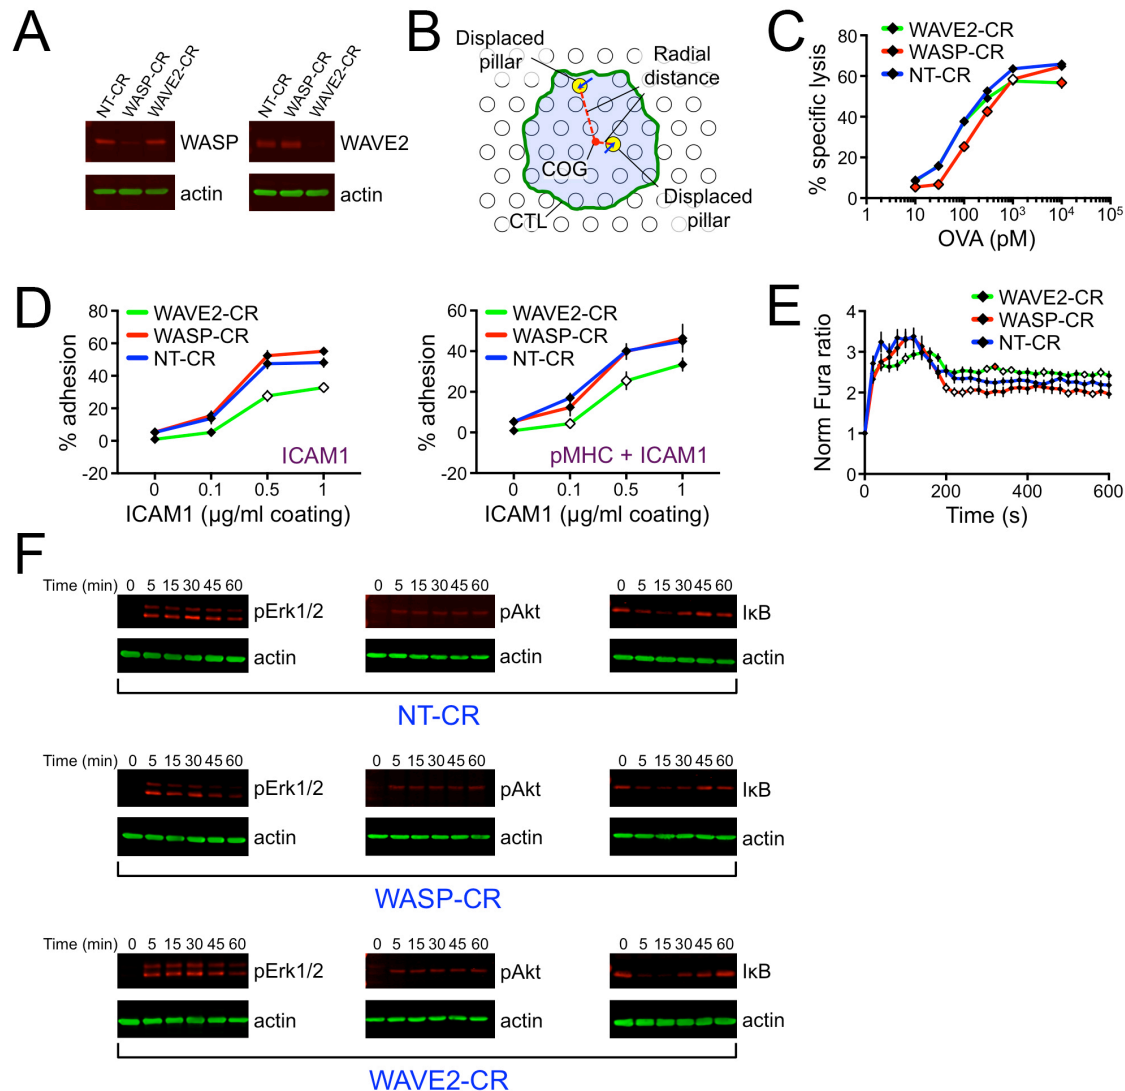 A
NT-CR
WASP-CR
WAVE2-CR
WASP
actin
NT-CR
WASP-CR
WAVE2-CR
WAVE2
actin
B
Displaced
pillar
Radial
distance
COG
CTL
Displaced
pillar
C
WAVE2-CR
WASP-CR
NT-CR
% specific lysis
80
60
40
20
0
1
10
100
10³
10⁴
10⁵
OVA (pM)
D
WAVE2-CR
WASP-CR
NT-CR
% adhesion
80
60
40
20
0
-20
ICAM1
0 0.1 0.5 1
ICAM1 (µg/ml coating)
WAVE2-CR
WASP-CR
NT-CR
% adhesion
60
40
20
0
-20
pMHC + ICAM1
0 0.1 0.5 1
ICAM1 (µg/ml coating)
E
WAVE2-CR
WASP-CR
NT-CR
Norm Fura ratio
4
3
2
1
0
0 200 400 600
Time (s)
F
Time (min) 0 5 15 30 45 60
pErk1/2
actin
0 5 15 30 45 60
pAkt
actin
0 5 15 30 45 60
IκB
actin
NT-CR
Time (min) 0 5 15 30 45 60
pErk1/2
actin
0 5 15 30 45 60
pAkt
actin
0 5 15 30 45 60
IκB
actin
WASP-CR
Time (min) 0 5 15 30 45 60
pErk1/2
actin
0 5 15 30 45 60
pAkt
actin
0 5 15 30 45 60
IκB
actin
WAVE2-CR